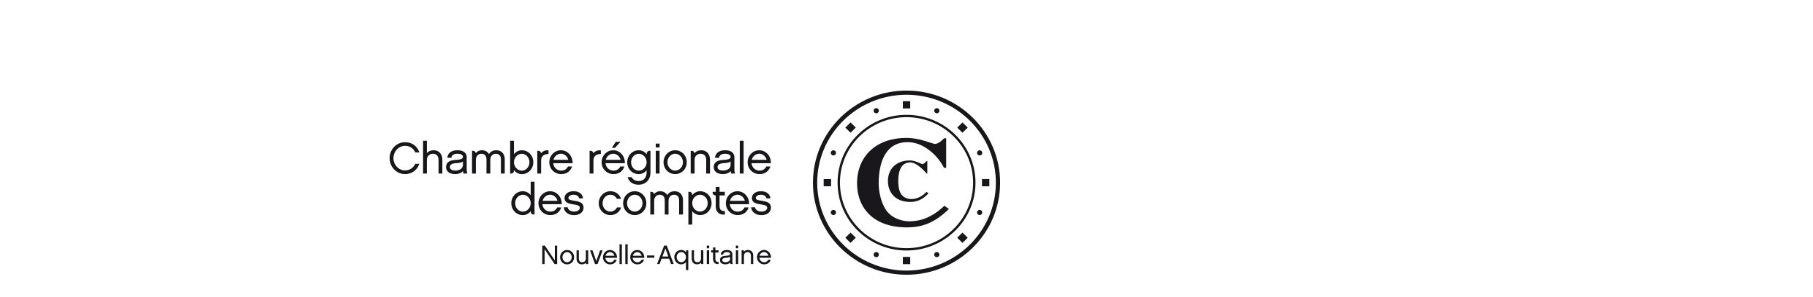 Chambre régionale
des comptes
Nouvelle-Aquitaine
CC